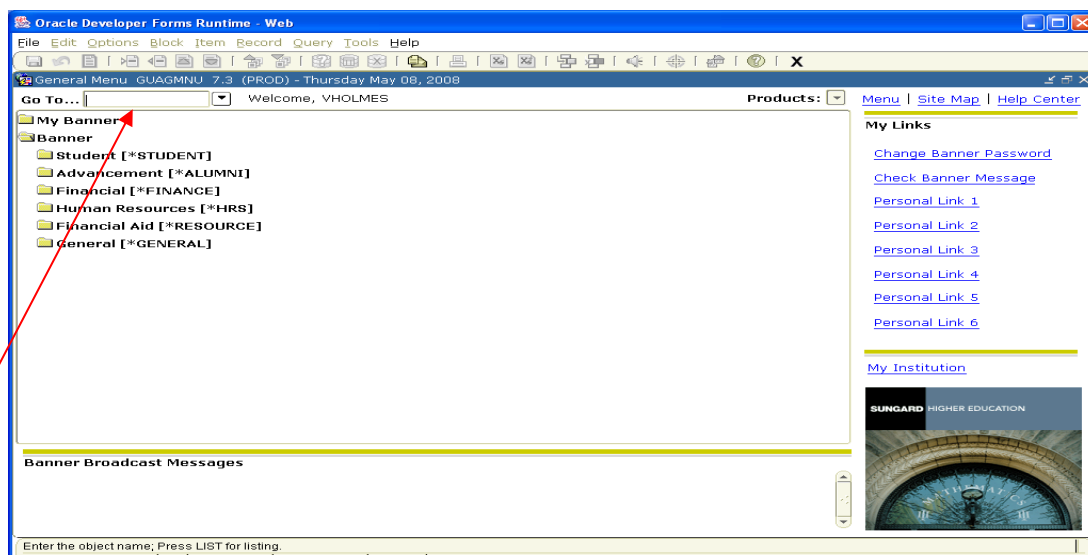 Oracle Developer Forms Runtime - Web
File Edit Options Block Item Record Query Tools Help
General Menu GUAGMNU 7.3 (PROD) - Thursday May 08, 2008
Go To... Welcome, VHOLMES Products: Menu | Site Map | Help Center
My Banner
Banner
Student [*STUDENT]
Advancement [*ALUMNI]
Financial [*FINANCE]
Human Resources [*HRS]
Financial Aid [*RESOURCE]
General [*GENERAL]
My Links
Change Banner Password
Check Banner Message
Personal Link 1
Personal Link 2
Personal Link 3
Personal Link 4
Personal Link 5
Personal Link 6
My Institution
SUNGARD HIGHER EDUCATION
Banner Broadcast Messages
Enter the object name; Press LIST for listing.